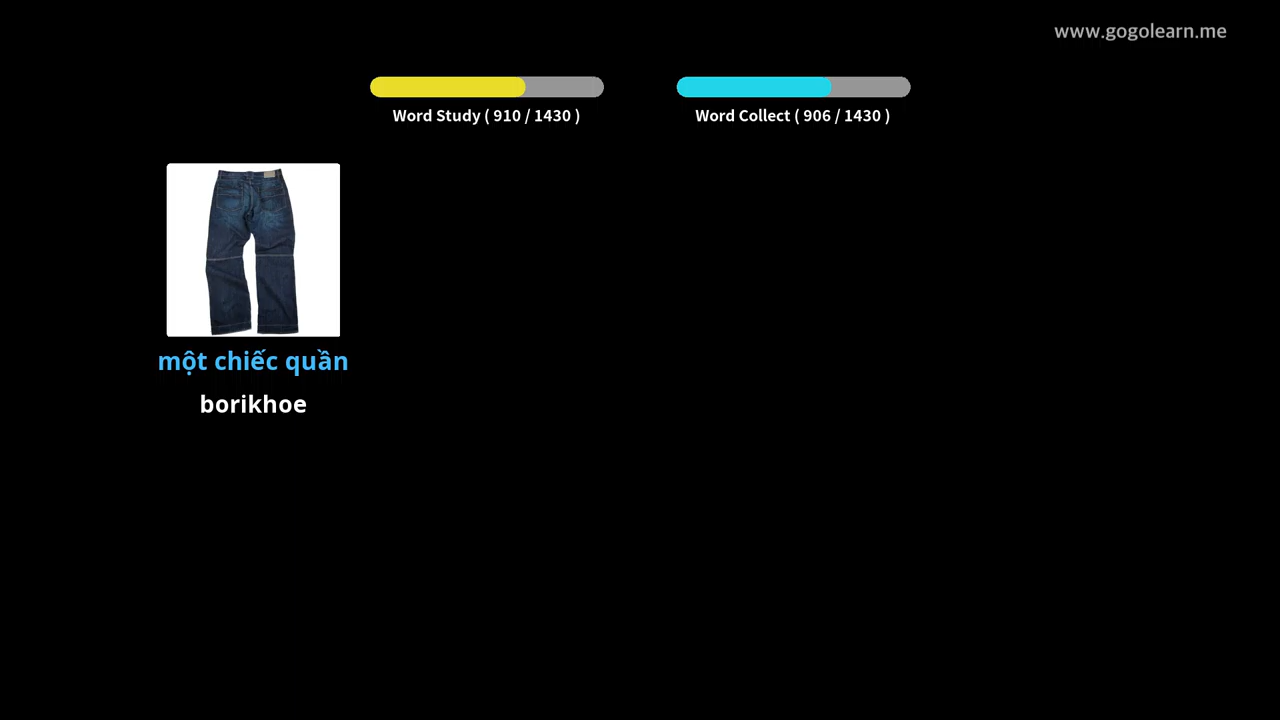 www.gogolearn.me
Word Study ( 910 / 1430 )
Word Collect ( 906 / 1430 )
một chiếc quần
borikhoe